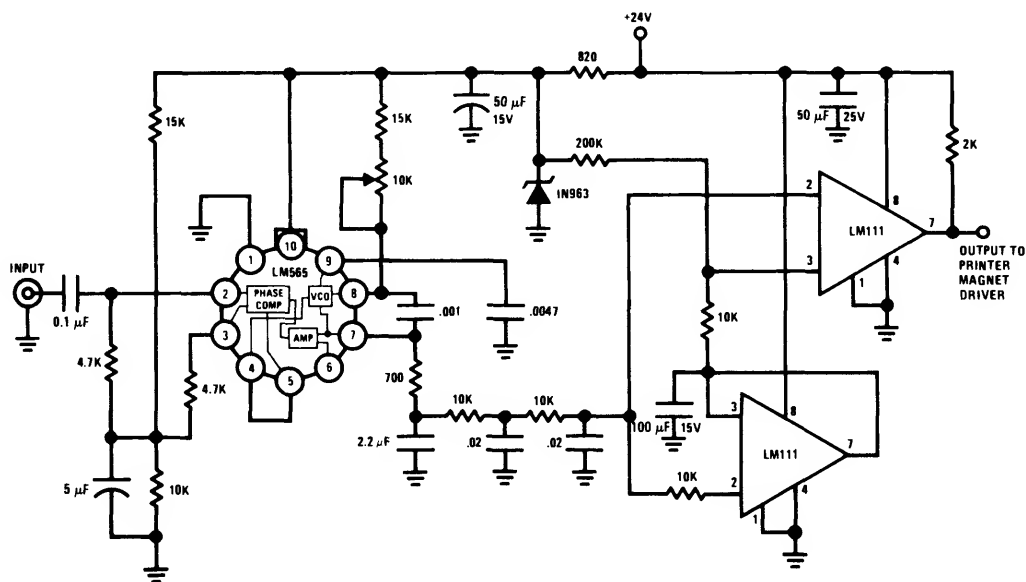 +24V
820
15K
50 µF
15V
15K
10K
200K
1N963
50 µF
25V
2K
2
8
7
LM111
3
4
1
OUTPUT TO
PRINTER
MAGNET
DRIVER
INPUT
0.1 µF
4.7K
4.7K
5 µF
10K
1
10
9
LM565
2
PHASE
COMP
VCO
8
3
AMP
7
4
5
6
.001
.0047
700
2.2 µF
10K
.02
10K
.02
10K
100 µF
15V
10K
3
8
7
LM111
2
4
1